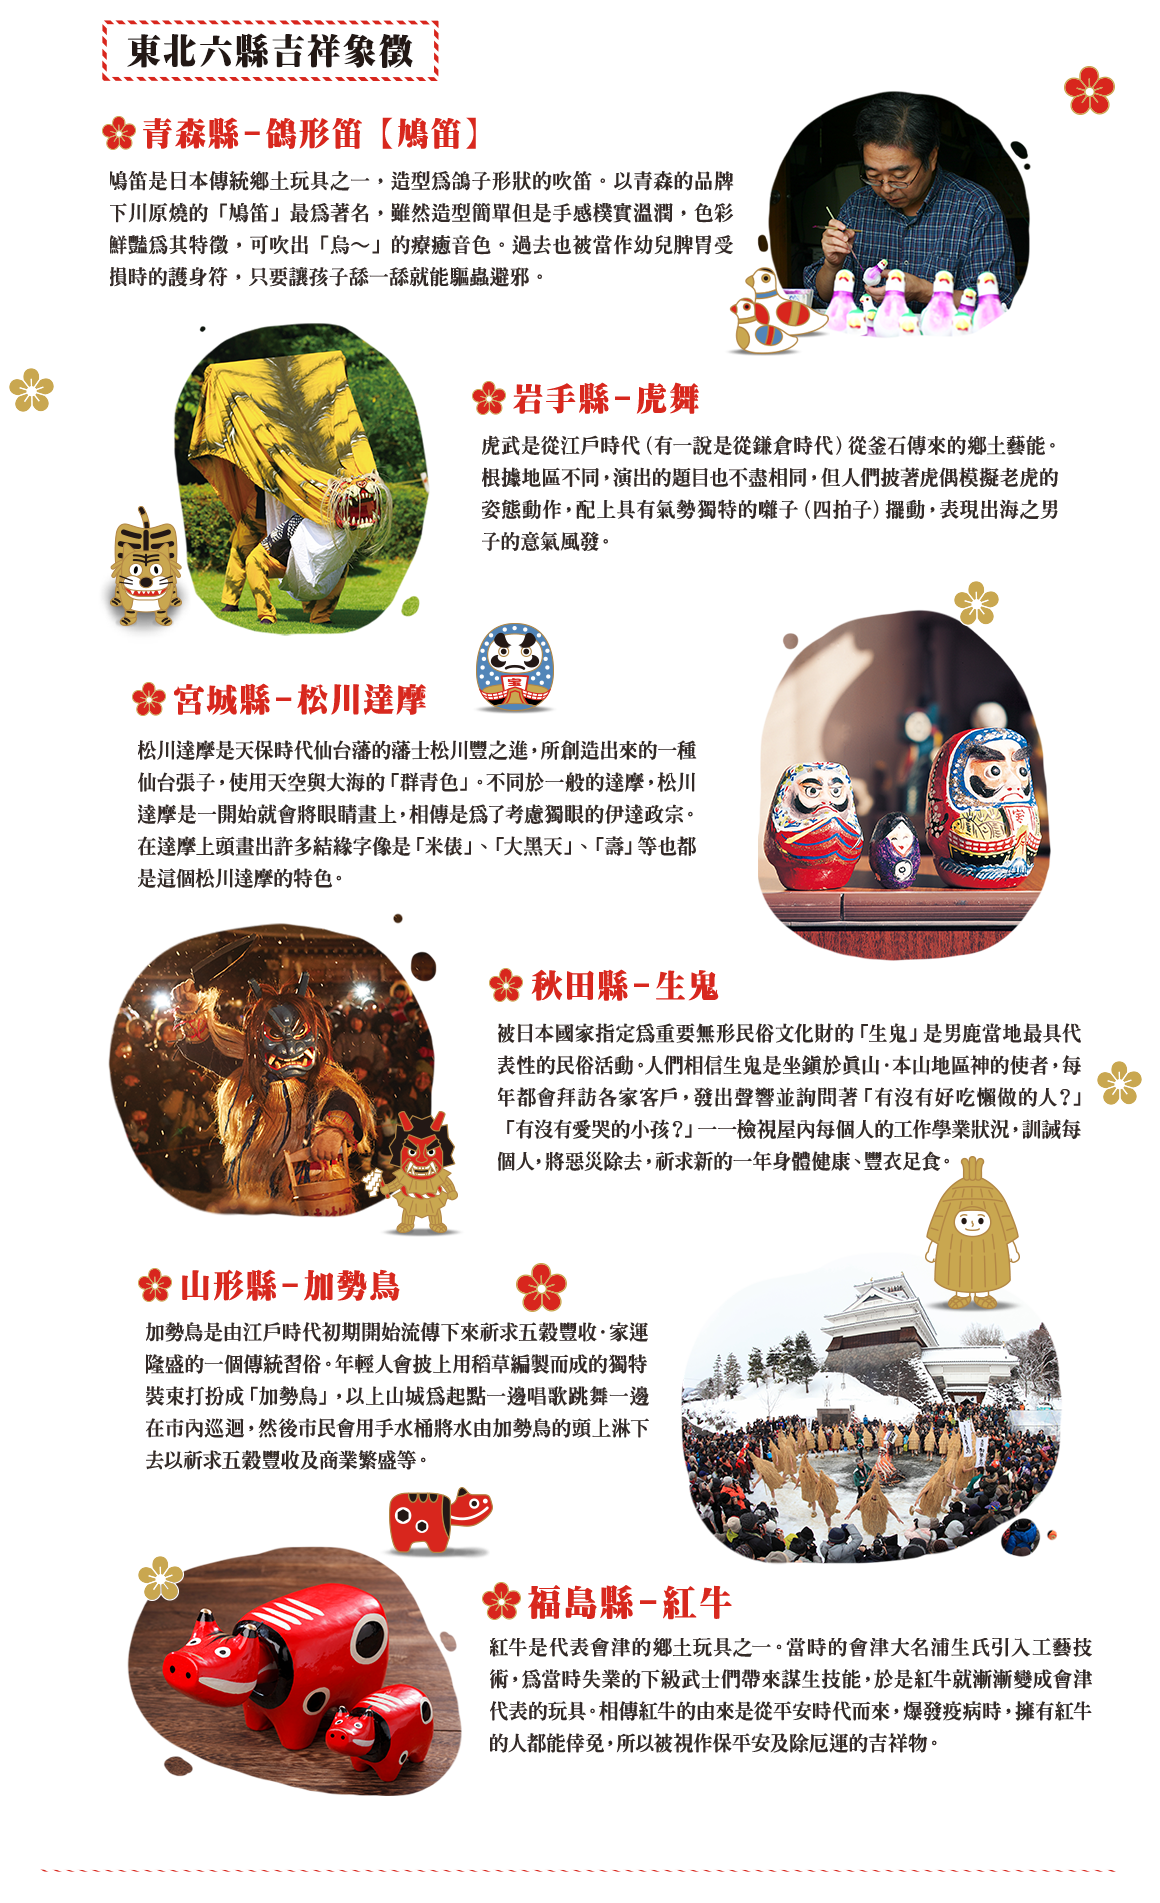 東北六縣吉祥象徵
青森縣－鴿形笛【鳩笛】
鳩笛是日本傳統鄉土玩具之一，造型為鴿子形狀的吹笛。以青森的品牌
下川原燒的「鳩笛」最為著名，雖然造型簡單但是手感樸實溫潤，色彩
鮮豔為其特徵，可吹出「烏～」的療癒音色。過去也被當作幼兒脾胃受
損時的護身符，只要讓孩子舔一舔就能驅蟲避邪。
岩手縣－虎舞
虎武是從江戶時代（有一說是從鎌倉時代）從釜石傳來的鄉土藝能。
根據地區不同，演出的題目也不盡相同，但人們披著虎偶模擬老虎的
姿態動作，配上具有氣勢獨特的囃子（四拍子）擺動，表現出海之男
子的意氣風發。
宮城縣－松川達摩
松川達摩是天保時代仙台藩的藩士松川豐之進，所創造出來的一種
仙台張子，使用天空與大海的「群青色」。不同於一般的達摩，松川
達摩是一開始就會將眼睛畫上，相傳是為了考慮獨眼的伊達政宗。
在達摩上頭畫出許多結緣字像是「米俵」、「大黑天」、「壽」等也都
是這個松川達摩的特色。
秋田縣－生鬼
被日本國家指定為重要無形民俗文化財的「生鬼」是男鹿當地最具代
表性的民俗活動。人們相信生鬼是坐鎮於真山·本山地區神的使者，每
年都會拜訪各家客戶，發出聲響並詢問著「有沒有好吃懶做的人？」
「有沒有愛哭的小孩？」一一檢視屋內每個人的工作學業狀況，訓誡每
個人，將惡災除去，祈求新的一年身體健康、豐衣足食。
山形縣－加勢鳥
加勢鳥是由江戶時代初期開始流傳下來祈求五穀豐收·家運
隆盛的一個傳統習俗。年輕人會披上用稻草編製而成的獨特
裝束打扮成「加勢鳥」，以上山城為起點一邊唱歌跳舞一邊
在市內巡迴，然後市民會用手水桶將水由加勢鳥的頭上淋下
去以祈求五穀豐收及商業繁盛等。
福島縣－紅牛
紅牛是代表會津的鄉土玩具之一。當時的會津大名浦生氏引入工藝技
術，為當時失業的下級武士們帶來謀生技能，於是紅牛就漸漸變成會津
代表的玩具。相傳紅牛的由來是從平安時代而來，爆發疫病時，擁有紅牛
的人都能倖免，所以被視作保平安及除厄運的吉祥物。